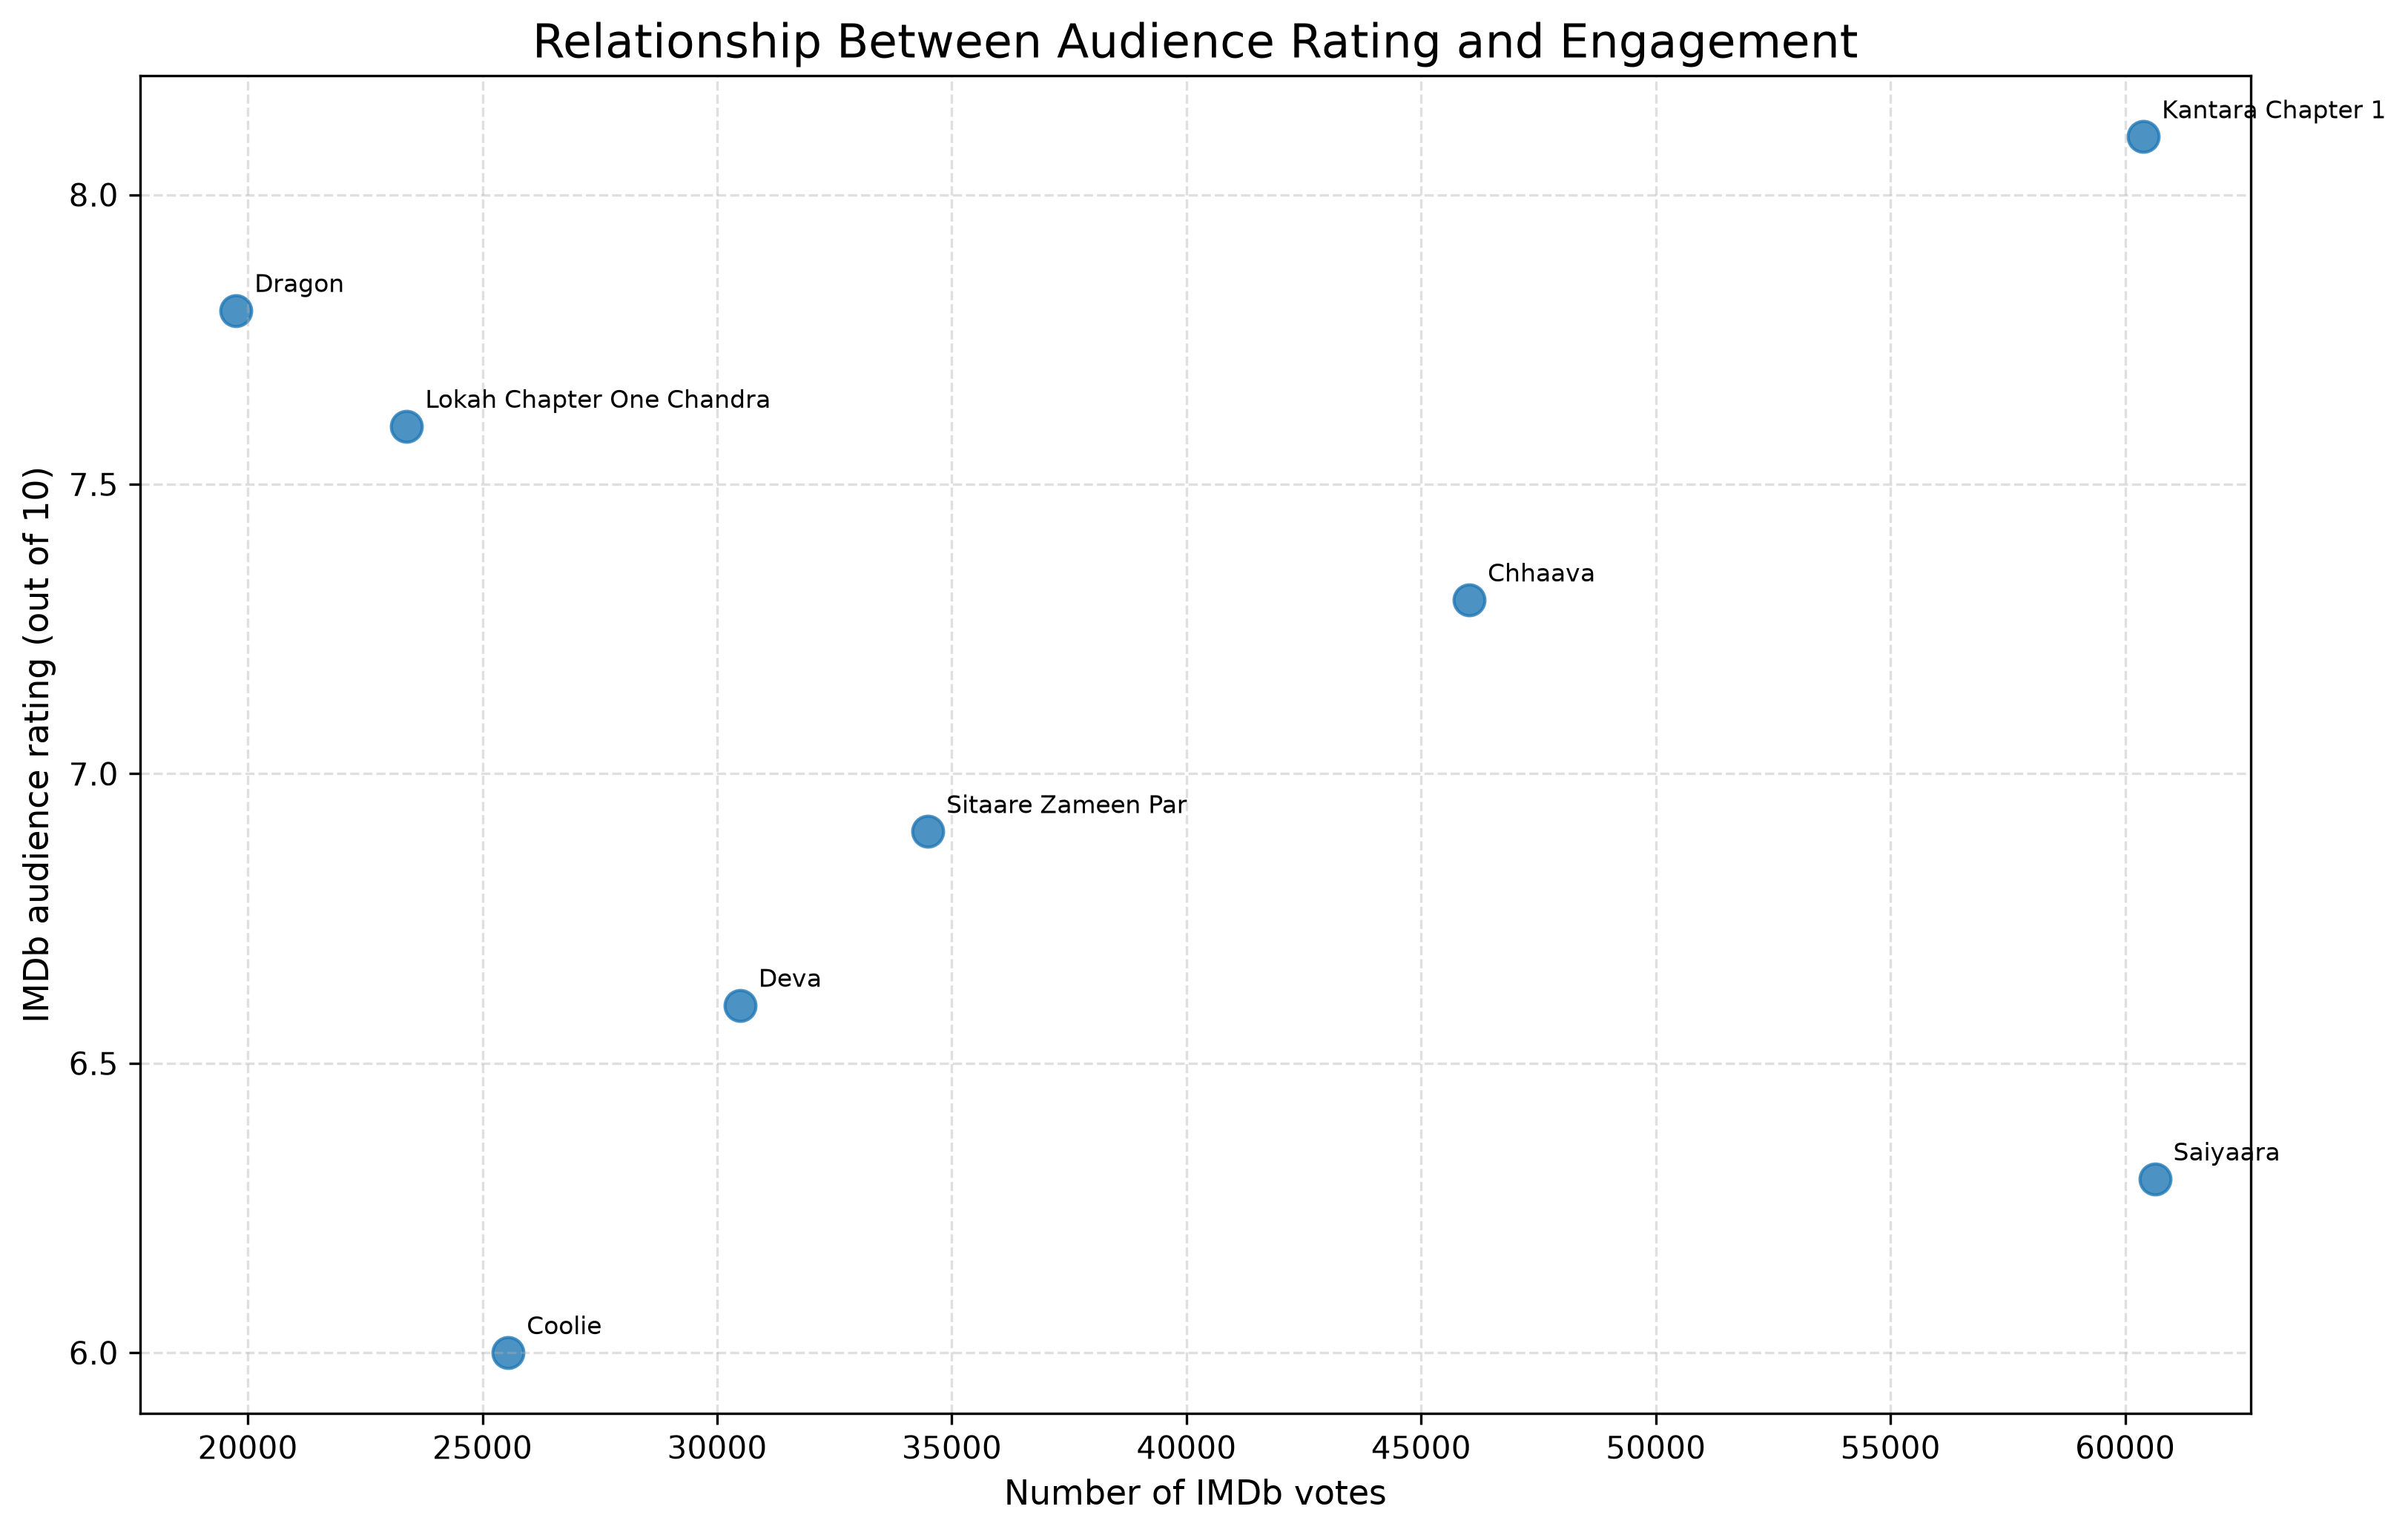 Relationship Between Audience Rating and Engagement
Kantara Chapter 1
8.0
Dragon
Lokah Chapter One Chandra
7.5
Chhaava
IMDb audience rating (out of 10)
7.0
Sitaare Zameen Par
Deva
6.5
Saiyaara
Coolie
6.0
20000 25000 30000 35000 40000 45000 50000 55000 60000
Number of IMDb votes